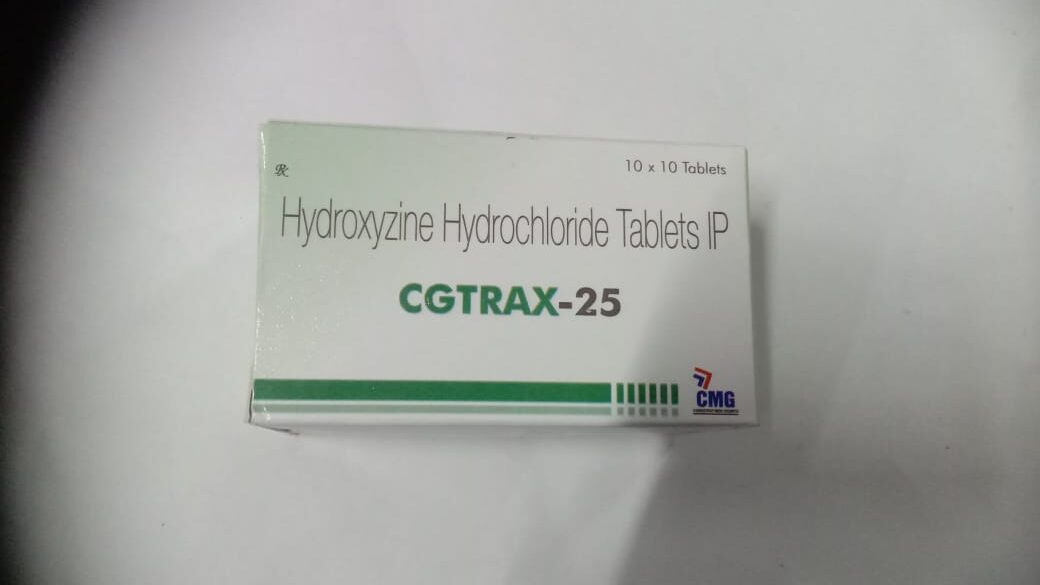 ℞
10 x 10 Tablets
Hydroxyzine Hydrochloride Tablets IP
CGTRAX-25
CMG